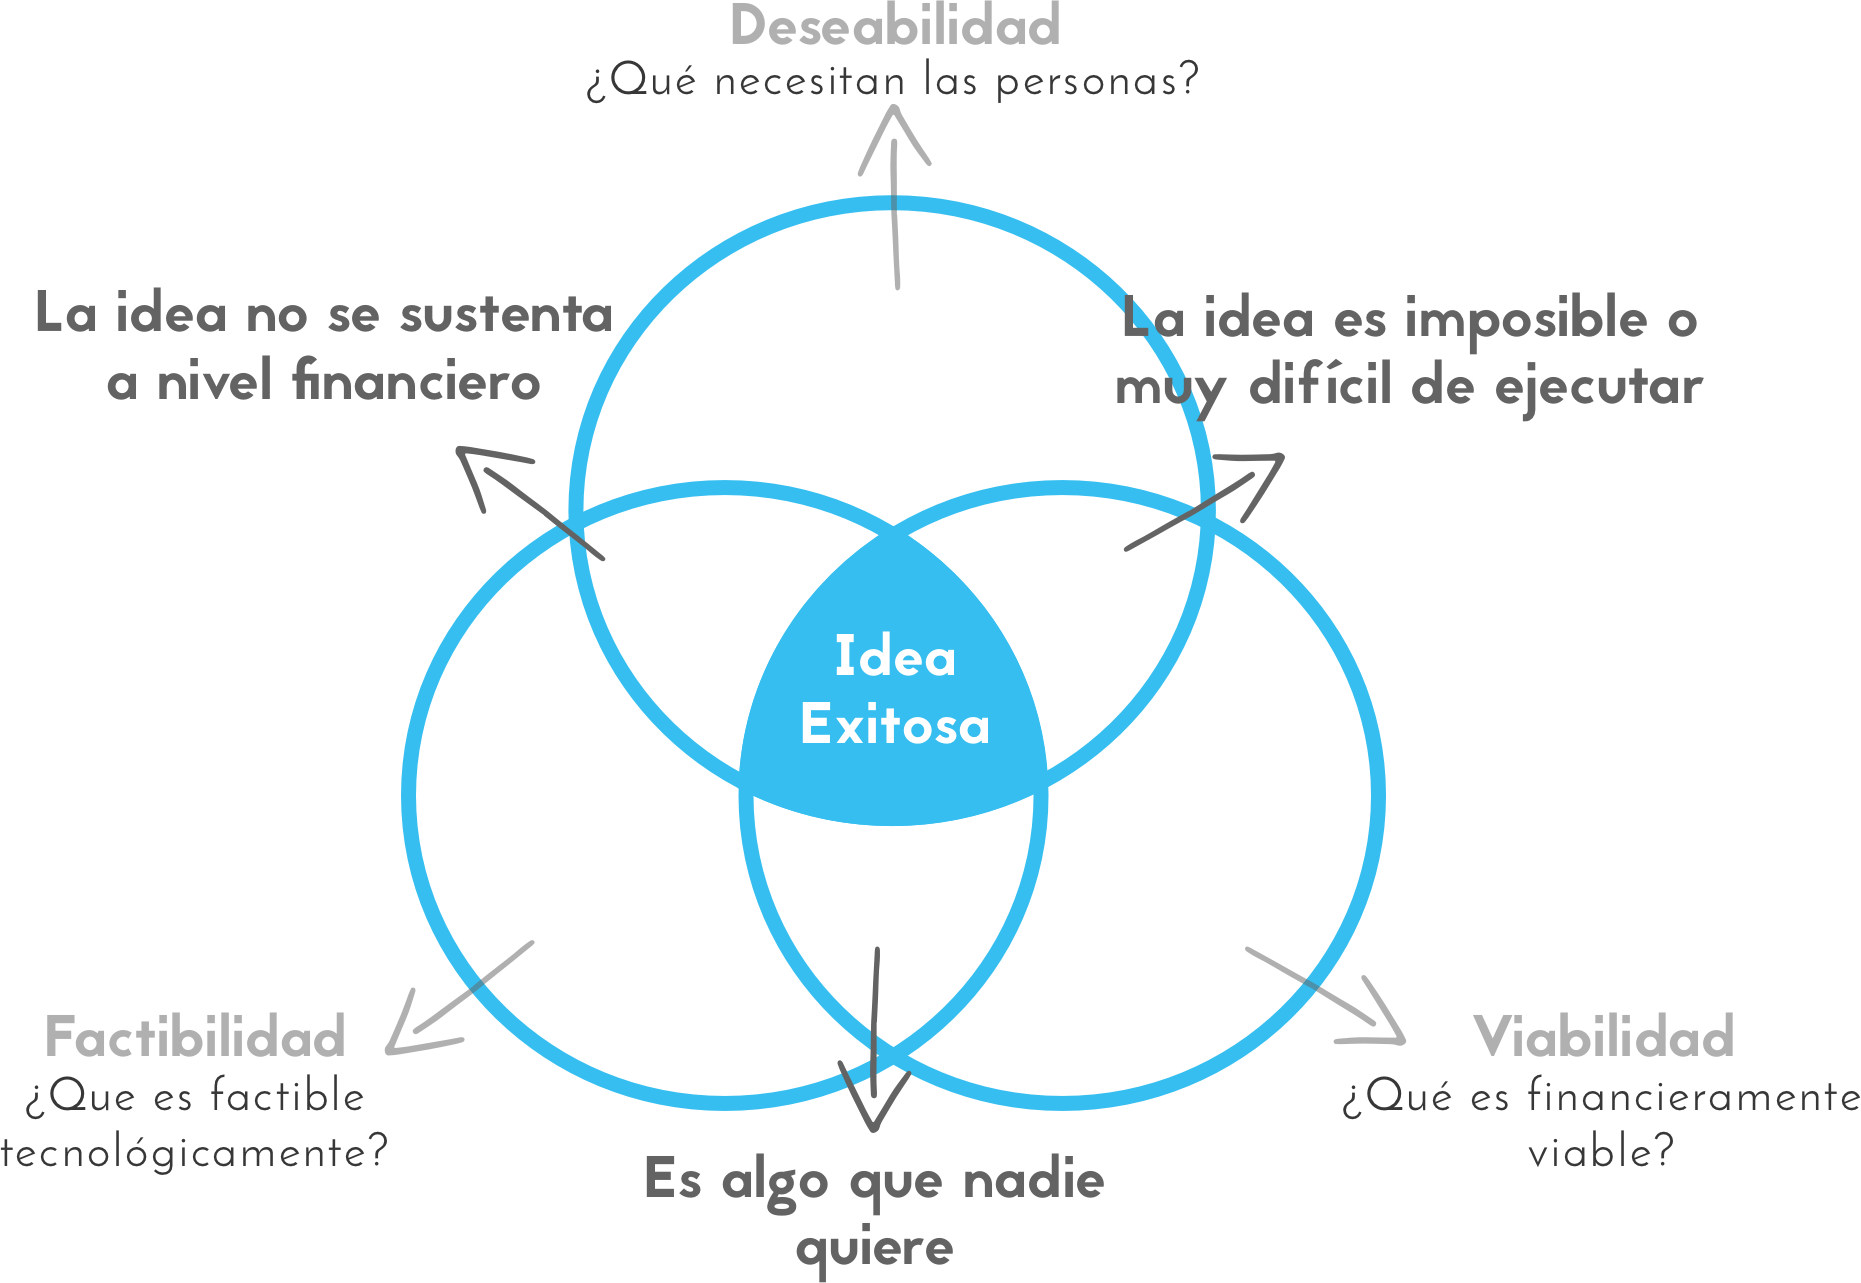 Deseabilidad
¿Qué necesitan las personas?
La idea no se sustenta
a nivel financiero
La idea es imposible o
muy difícil de ejecutar
Idea
Exitosa
Factibilidad
¿Que es factible
tecnológicamente?
Viabilidad
¿Qué es financieramente
viable?
Es algo que nadie
quiere